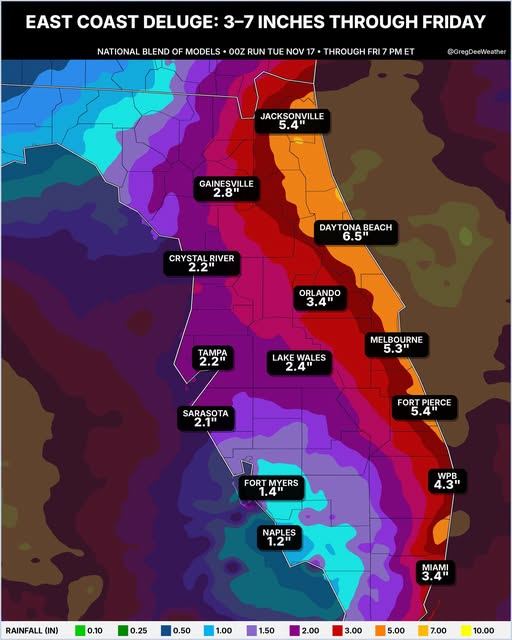 EAST COAST DELUGE: 3–7 INCHES THROUGH FRIDAY
NATIONAL BLEND OF MODELS • 00Z RUN TUE NOV 17 • THROUGH FRI 7 PM ET
@GregDeeWeather
JACKSONVILLE
5.4"
GAINESVILLE
2.8"
DAYTONA BEACH
6.5"
CRYSTAL RIVER
2.2"
ORLANDO
3.4"
MELBOURNE
5.3"
TAMPA
2.2"
LAKE WALES
2.4"
FORT PIERCE
5.4"
SARASOTA
2.1"
WPB
4.3"
FORT MYERS
1.4"
NAPLES
1.2"
MIAMI
3.4"
RAINFALL (IN) 0.10 0.25 0.50 1.00 1.50 2.00 3.00 5.00 7.00 10.00